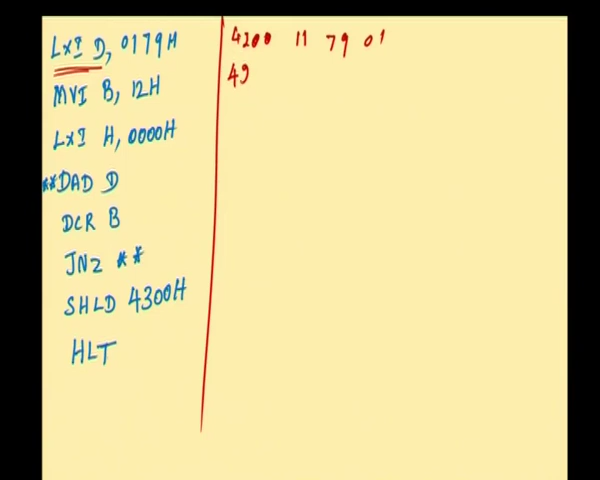 LXI D, 0179H
MVI B, 12H
LXI H, 0000H
**DAD D
DCR B
JNZ **
SHLD 4300H
HLT
4200 11 79 01
49